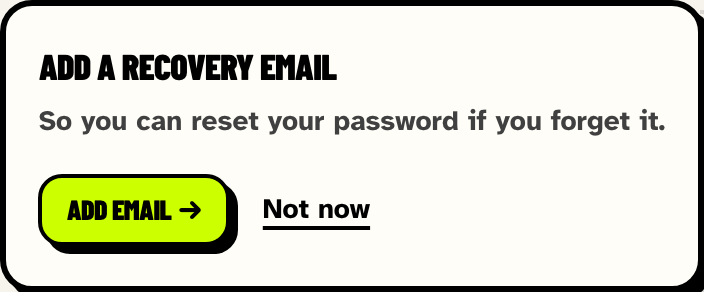 ADD A RECOVERY EMAIL
So you can reset your password if you forget it.
ADD EMAIL →
Not now